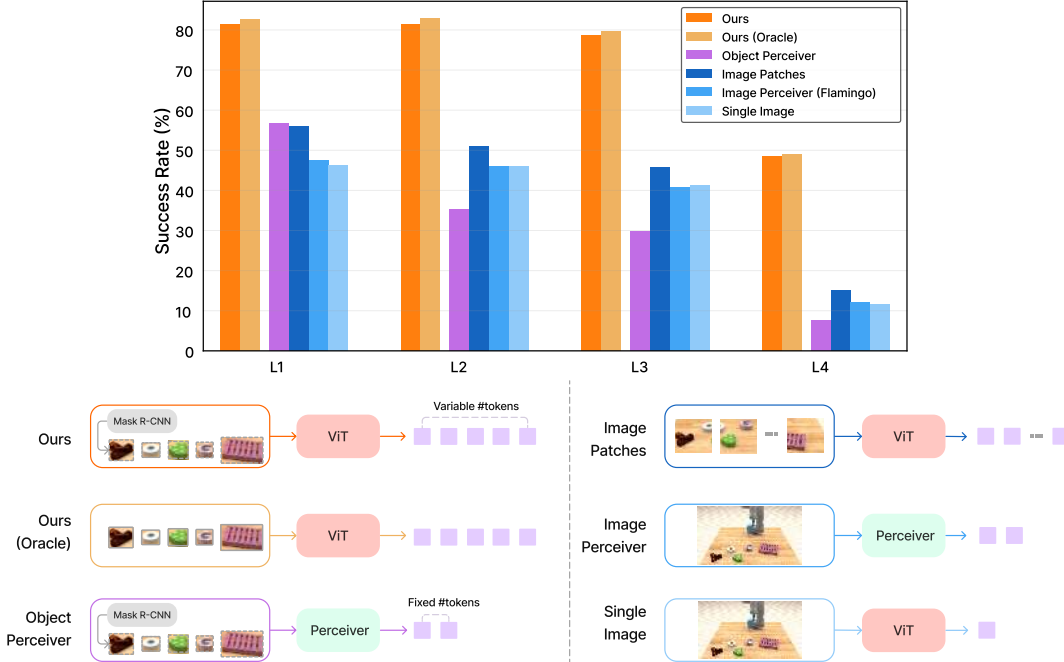 Success Rate (%)
80
70
60
50
40
30
20
10
0
L1
L2
L3
L4
Ours
Ours (Oracle)
Object Perceiver
Image Patches
Image Perceiver (Flamingo)
Single Image
Ours
Mask R-CNN
ViT
Variable #tokens
Ours
(Oracle)
ViT
Object
Perceiver
Mask R-CNN
Perceiver
Fixed #tokens
Image
Patches
ViT
Image
Perceiver
Perceiver
Single
Image
ViT